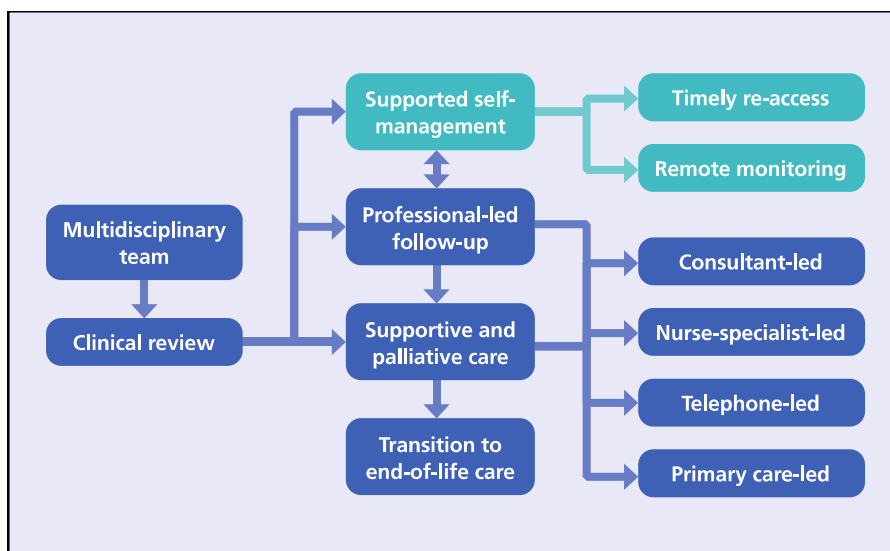 Supported self-
management
Timely re-access
Remote monitoring
Multidisciplinary
team
Professional-led
follow-up
Consultant-led
Clinical review
Supportive and
palliative care
Nurse-specialist-led
Telephone-led
Transition to
end-of-life care
Primary care-led